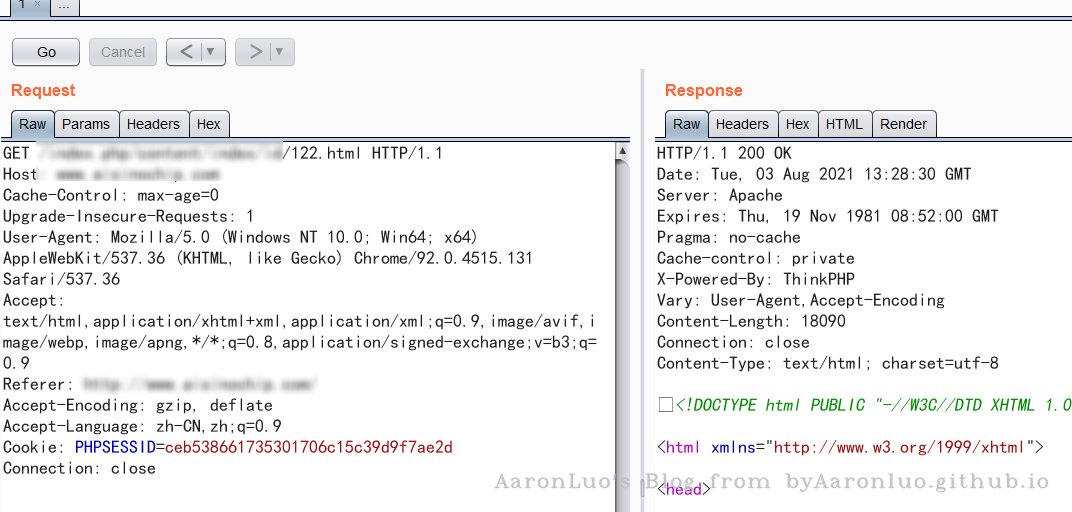 1 × ...
Go Cancel < ▼ > ▼
Request
Raw Params Headers Hex
GET /122.html HTTP/1.1
Host:
Cache-Control: max-age=0
Upgrade-Insecure-Requests: 1
User-Agent: Mozilla/5.0 (Windows NT 10.0; Win64; x64)
AppleWebKit/537.36 (KHTML, like Gecko) Chrome/92.0.4515.131
Safari/537.36
Accept:
text/html,application/xhtml+xml,application/xml;q=0.9,image/avif,i
mage/webp,image/apng,*/*;q=0.8,application/signed-exchange;v=b3;q=
0.9
Referer:
Accept-Encoding: gzip, deflate
Accept-Language: zh-CN,zh;q=0.9
Cookie: PHPSESSID=ceb538661735301706c15c39d9f7ae2d
Connection: close
Response
Raw Headers Hex HTML Render
HTTP/1.1 200 OK
Date: Tue, 03 Aug 2021 13:28:30 GMT
Server: Apache
Expires: Thu, 19 Nov 1981 08:52:00 GMT
Pragma: no-cache
Cache-control: private
X-Powered-By: ThinkPHP
Vary: User-Agent,Accept-Encoding
Content-Length: 18090
Connection: close
Content-Type: text/html; charset=utf-8
<!DOCTYPE html PUBLIC "-//W3C//DTD XHTML 1.0
<html xmlns="http://www.w3.org/1999/xhtml">
<head>
AaronLuo's Blog from byAaronluo.github.io